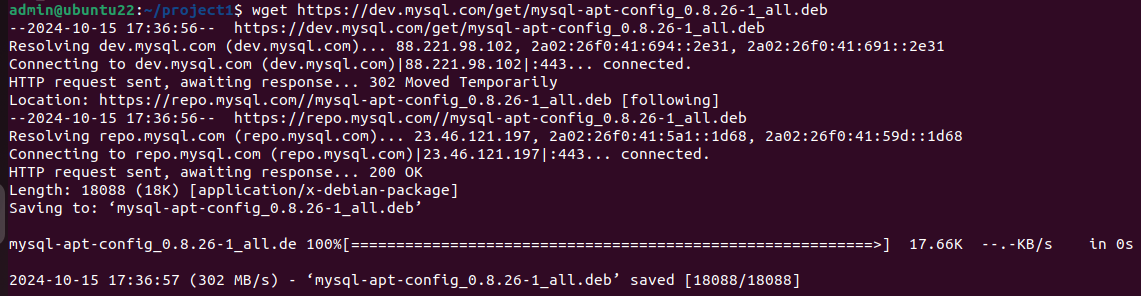 admin@ubuntu22:~/project1$ wget https://dev.mysql.com/get/mysql-apt-config_0.8.26-1_all.deb
--2024-10-15 17:36:56--  https://dev.mysql.com/get/mysql-apt-config_0.8.26-1_all.deb
Resolving dev.mysql.com (dev.mysql.com)... 88.221.98.102, 2a02:26f0:41:694::2e31, 2a02:26f0:41:691::2e31
Connecting to dev.mysql.com (dev.mysql.com)|88.221.98.102|:443... connected.
HTTP request sent, awaiting response... 302 Moved Temporarily
Location: https://repo.mysql.com//mysql-apt-config_0.8.26-1_all.deb [following]
--2024-10-15 17:36:56--  https://repo.mysql.com//mysql-apt-config_0.8.26-1_all.deb
Resolving repo.mysql.com (repo.mysql.com)... 23.46.121.197, 2a02:26f0:41:5a1::1d68, 2a02:26f0:41:59d::1d68
Connecting to repo.mysql.com (repo.mysql.com)|23.46.121.197|:443... connected.
HTTP request sent, awaiting response... 200 OK
Length: 18088 (18K) [application/x-debian-package]
Saving to: ‘mysql-apt-config_0.8.26-1_all.deb’
mysql-apt-config_0.8.26-1_all.de 100%[==========================================================>]  17.66K  --.-KB/s    in 0s
2024-10-15 17:36:57 (302 MB/s) - ‘mysql-apt-config_0.8.26-1_all.deb’ saved [18088/18088]